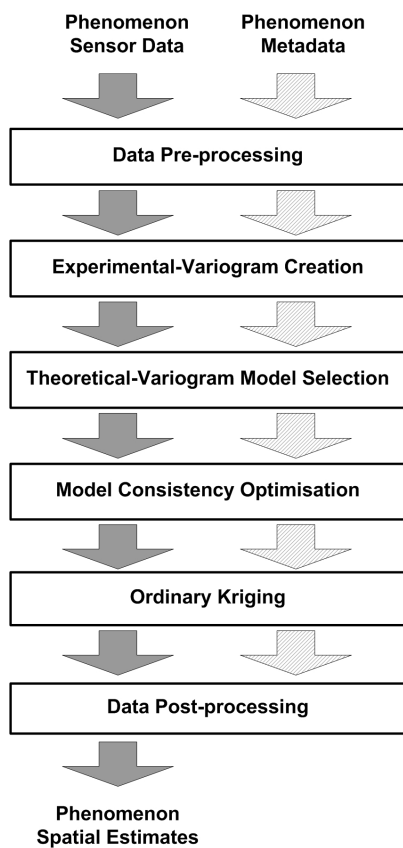 Phenomenon
Sensor Data
Phenomenon
Metadata
Data Pre-processing
Experimental-Variogram Creation
Theoretical-Variogram Model Selection
Model Consistency Optimisation
Ordinary Kriging
Data Post-processing
Phenomenon
Spatial Estimates